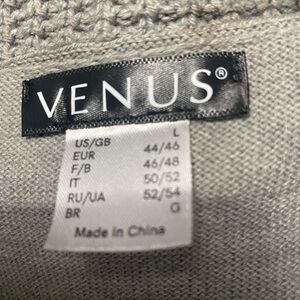 VENUS®
L
US/GB 44/46
EUR 46/48
F/B 50/52
IT 52/54
RU/UA G
BR
Made in China